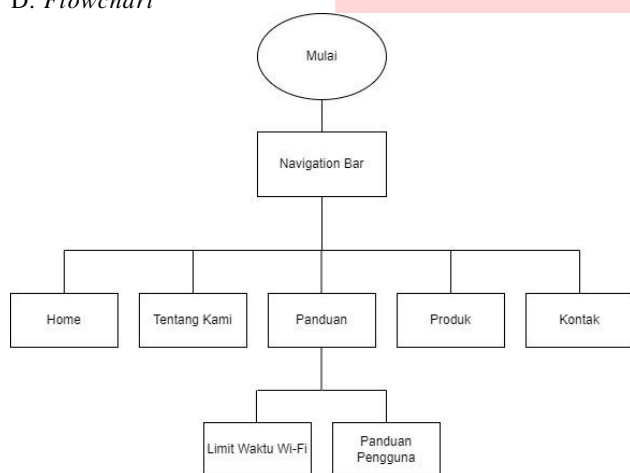 D. Flowchart
Mulai
Navigation Bar
Home
Tentang Kami
Panduan
Produk
Kontak
Limit Waktu Wi-Fi
Panduan
Pengguna